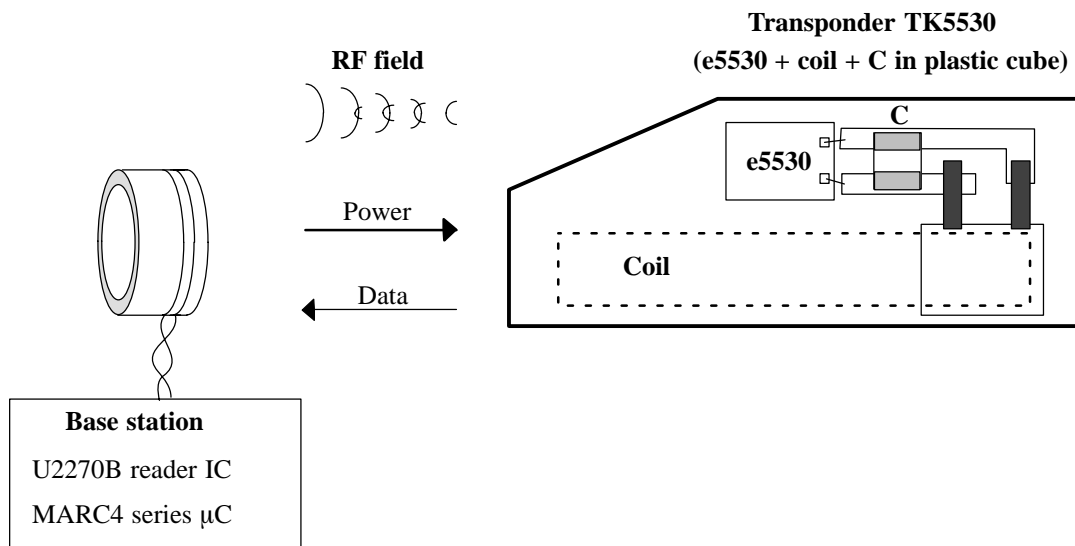 Transponder TK5530
(e5530 + coil + C in plastic cube)
RF field
C
e5530
Power
Coil
Data
Base station
U2270B reader IC
MARC4 series µC